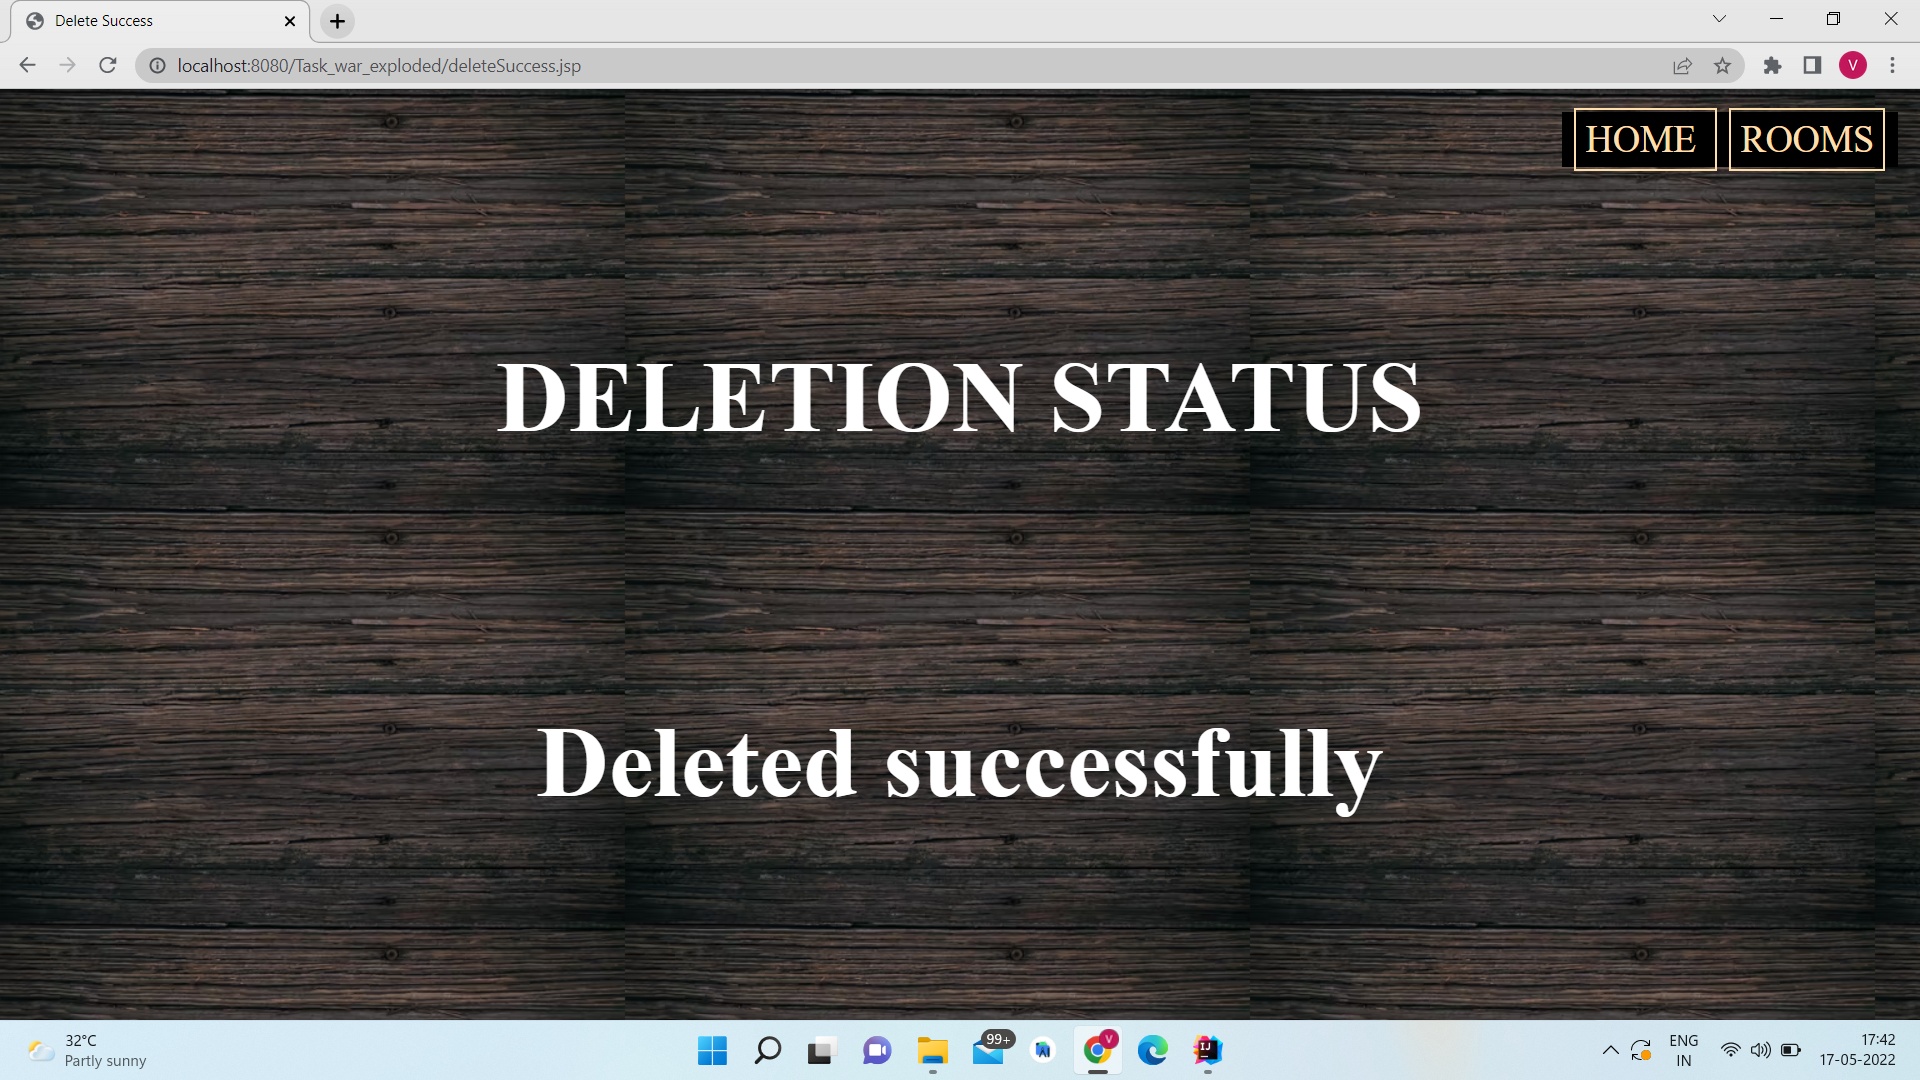 Delete Success
localhost:8080/Task_war_exploded/deleteSuccess.jsp
V
HOME ROOMS
DELETION STATUS
Deleted successfully
32°C
Partly sunny
99+
V
IJ
ENG
IN
17:42
17-05-2022